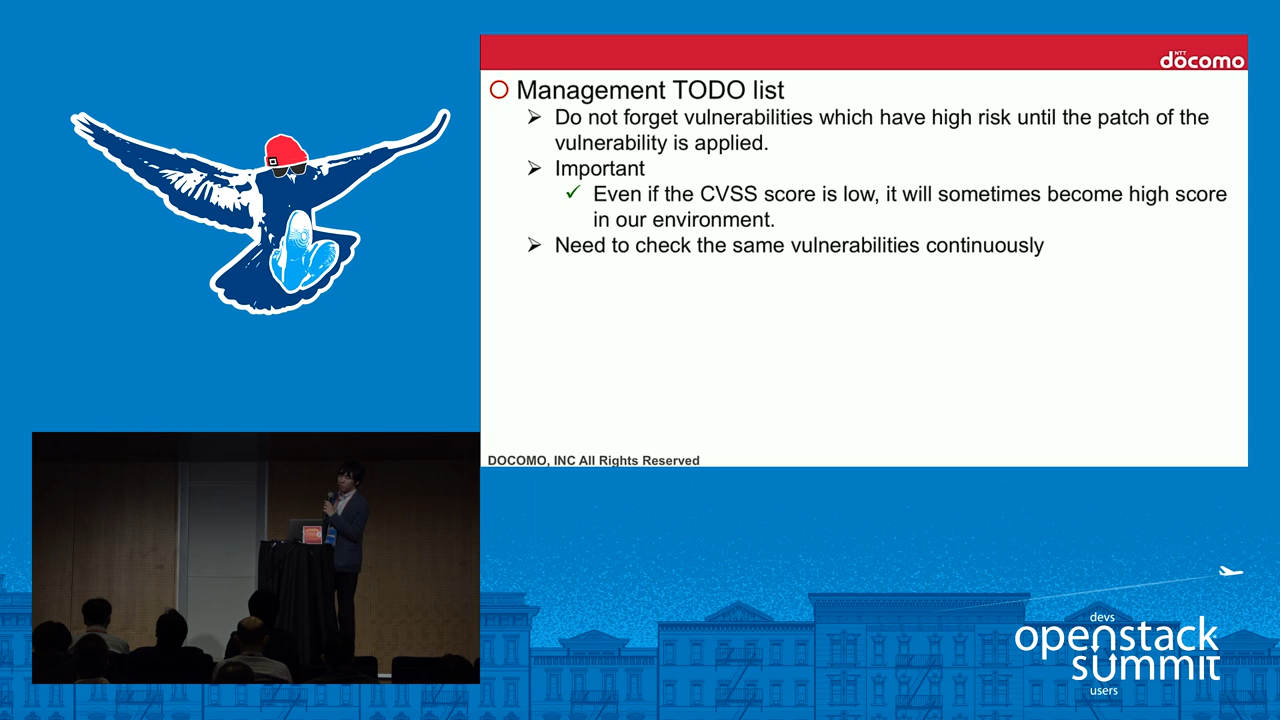 NTT
döcomo
Management TODO list
Do not forget vulnerabilities which have high risk until the patch of the
vulnerability is applied.
Important
Even if the CVSS score is low, it will sometimes become high score
in our environment.
Need to check the same vulnerabilities continuously
DOCOMO, INC All Rights Reserved
devs
openstack
summit
users